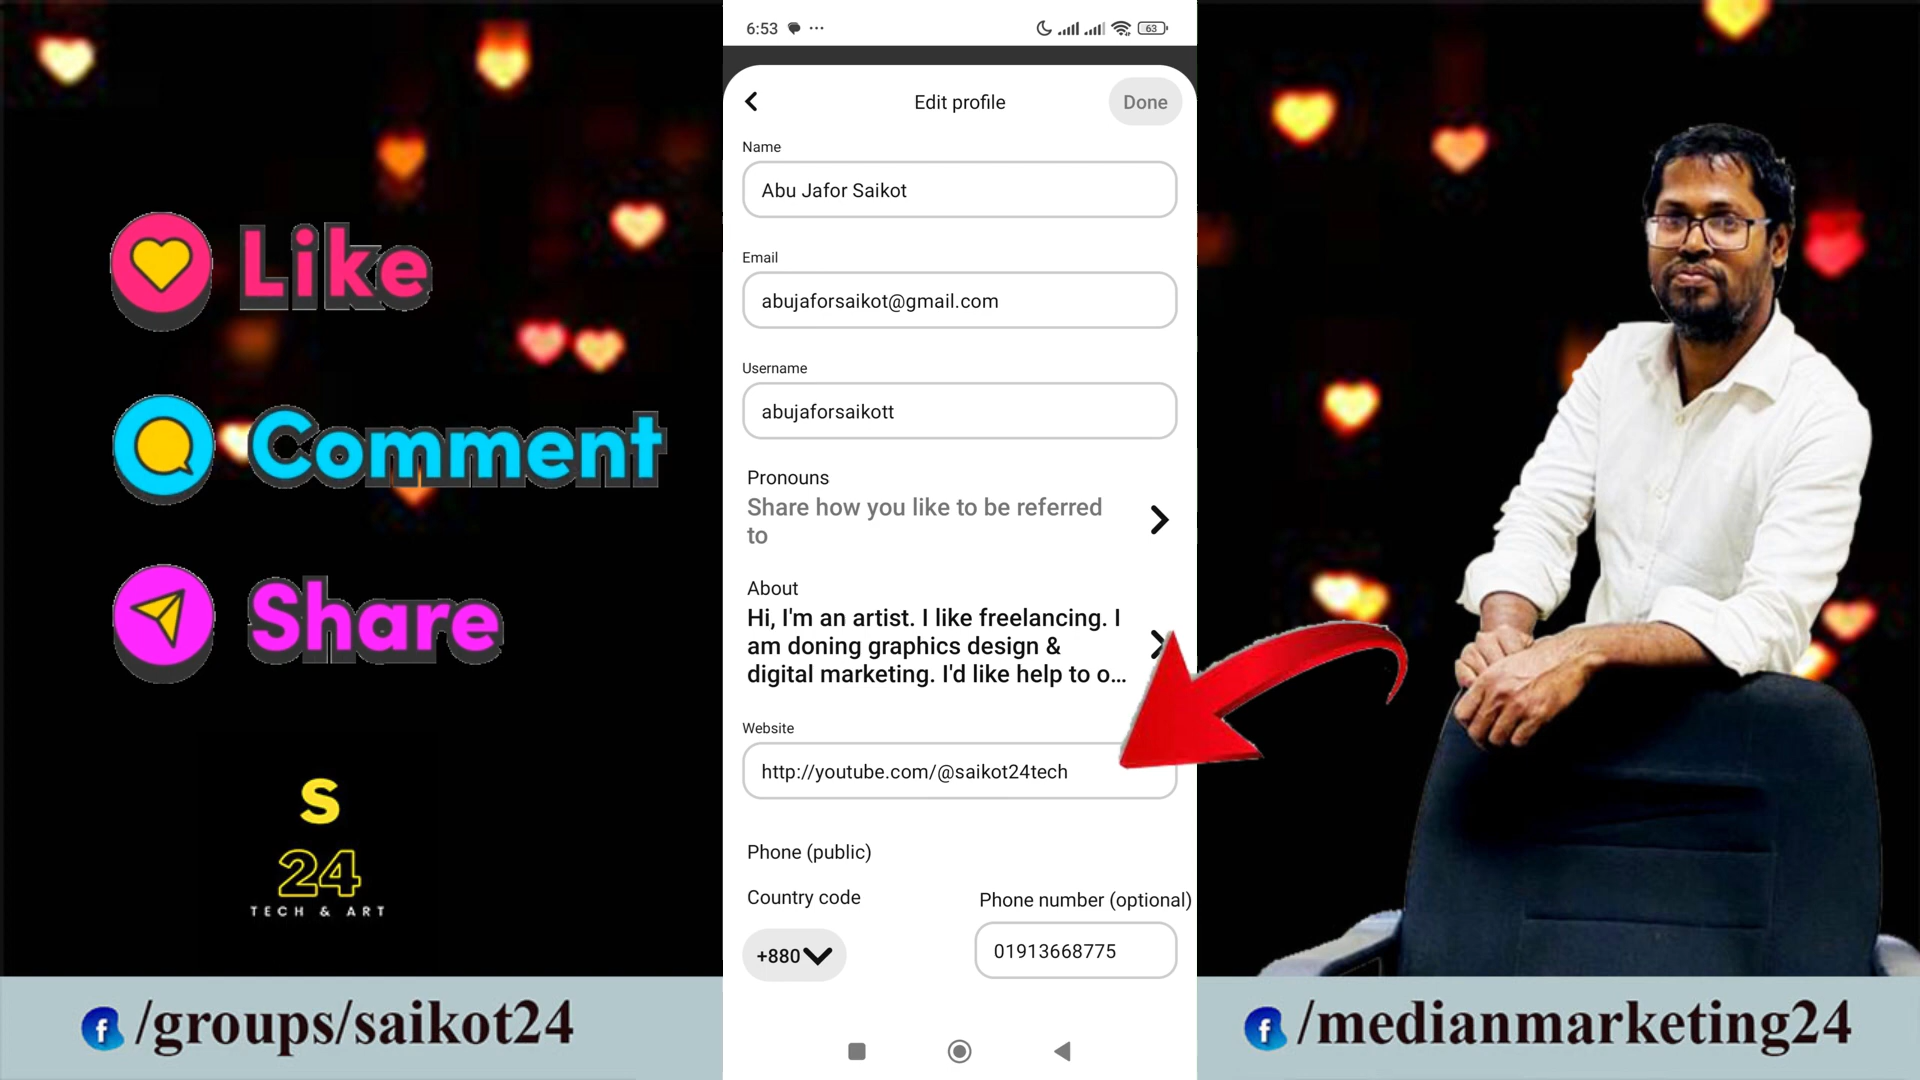 Like
Comment
Share
S
24
TECH & ART
6:53
63
Edit profile
Done
Name
Abu Jafor Saikot
Email
abujaforsaikot@gmail.com
Username
abujaforsaikott
Pronouns
Share how you like to be referred
to
About
Hi, I'm an artist. I like freelancing. I
am doning graphics design &
digital marketing. I'd like help to o...
Website
http://youtube.com/@saikot24tech
Phone (public)
Country code
Phone number (optional)
+880
01913668775
f /groups/saikot24
f /medianmarketing24